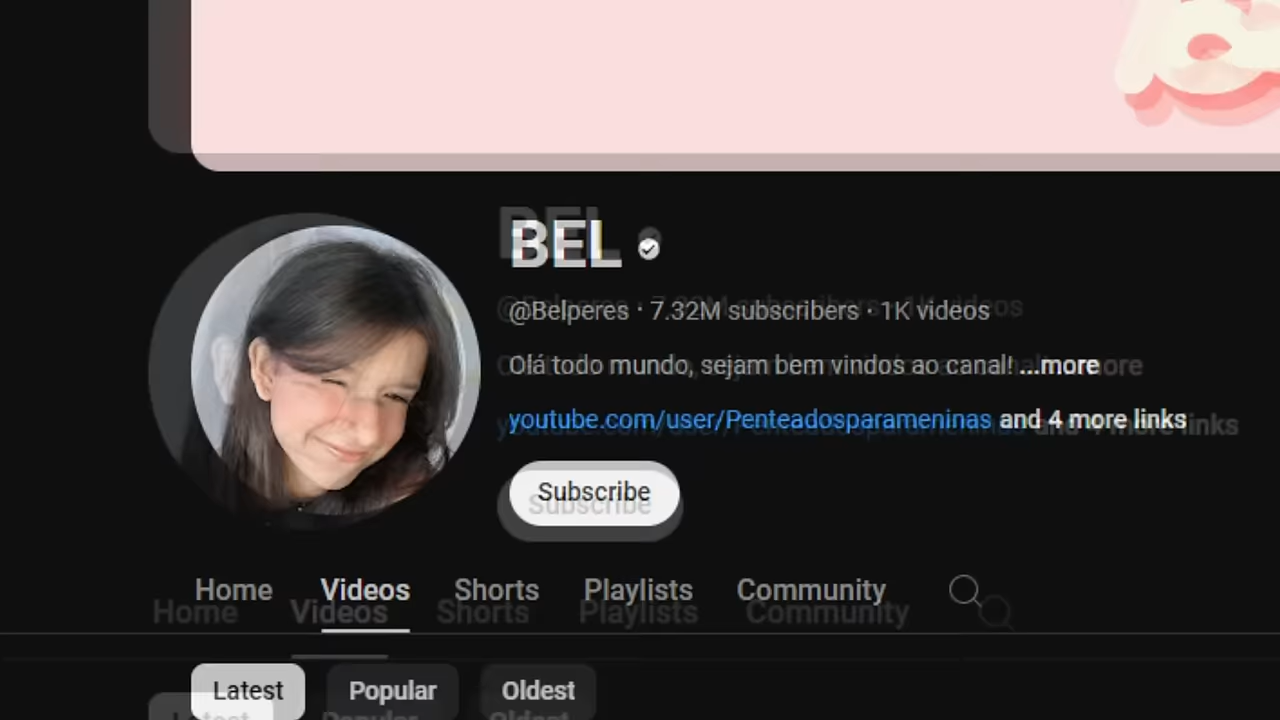 BEL
@Belperes · 7.32M subscribers · 1K videos
Olá todo mundo, sejam bem vindos ao canal! ...more
youtube.com/user/Penteadosparameninas and 4 more links
Subscribe
Home Videos Shorts Playlists Community
Latest Popular Oldest